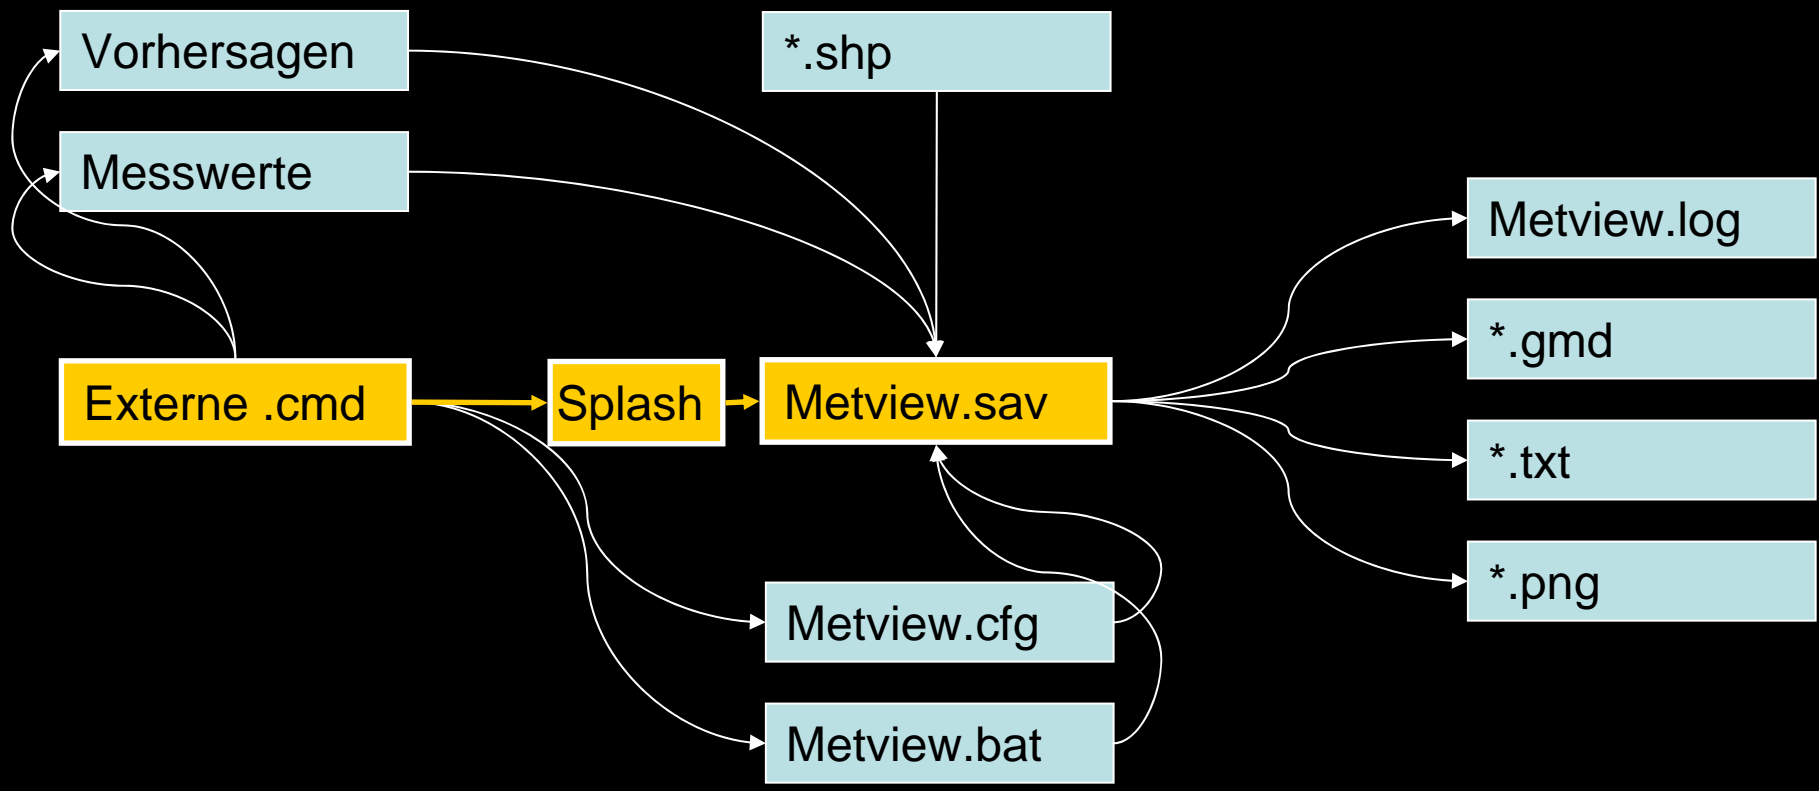 Vorhersagen
*.shp
Messwerte
Metview.log
*.gmd
Externe .cmd
Splash
Metview.sav
*.txt
*.png
Metview.cfg
Metview.bat